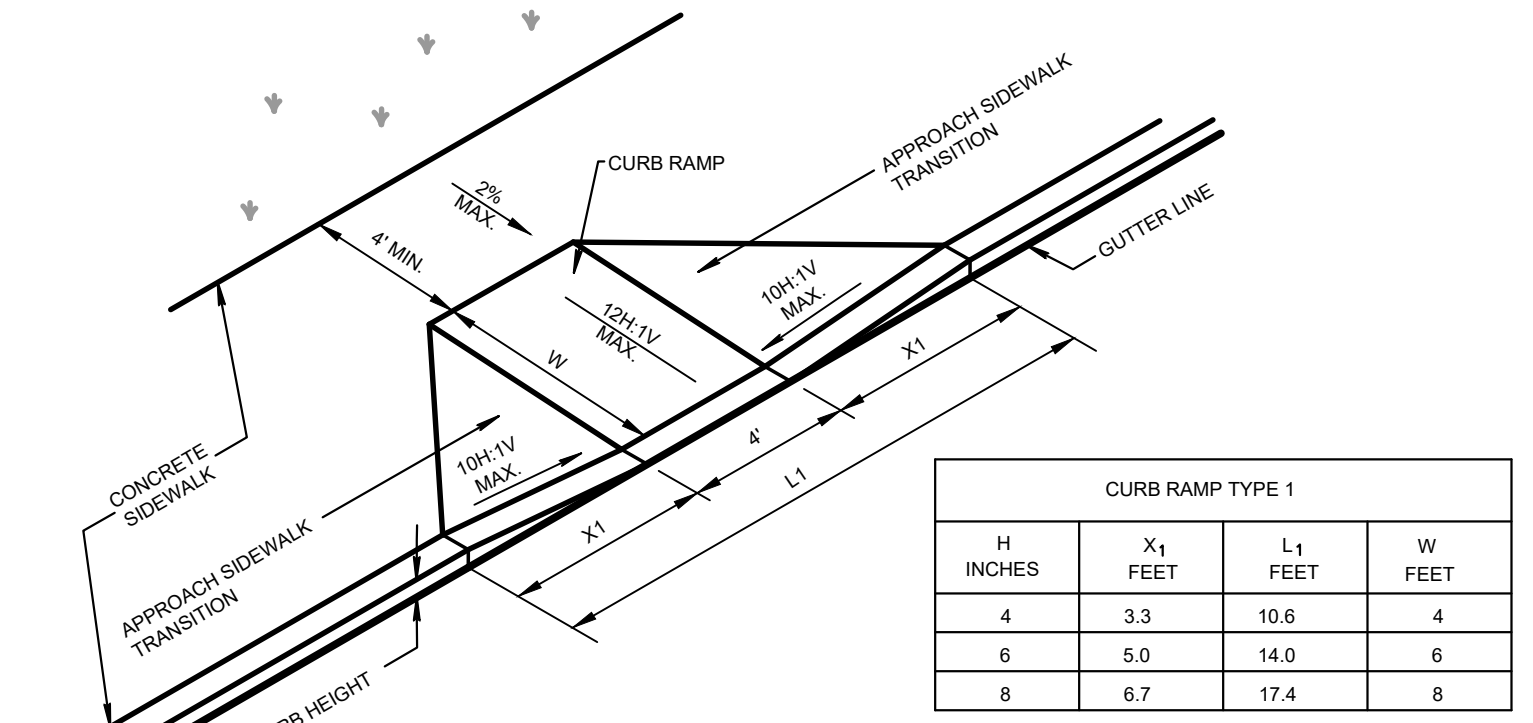 CURB RAMP
APPROACH SIDEWALK
TRANSITION
2%
MAX.
4' MIN.
GUTTER LINE
10H:1V
MAX.
12H:1V
MAX.
W
X1
4'
L1
10H:1V
MAX.
X1
CONCRETE
SIDEWALK
APPROACH SIDEWALK
TRANSITION
HEIGHT
CURB RAMP TYPE 1
H INCHES X1 FEET L1 FEET W FEET
4 3.3 10.6 4
6 5.0 14.0 6
8 6.7 17.4 8